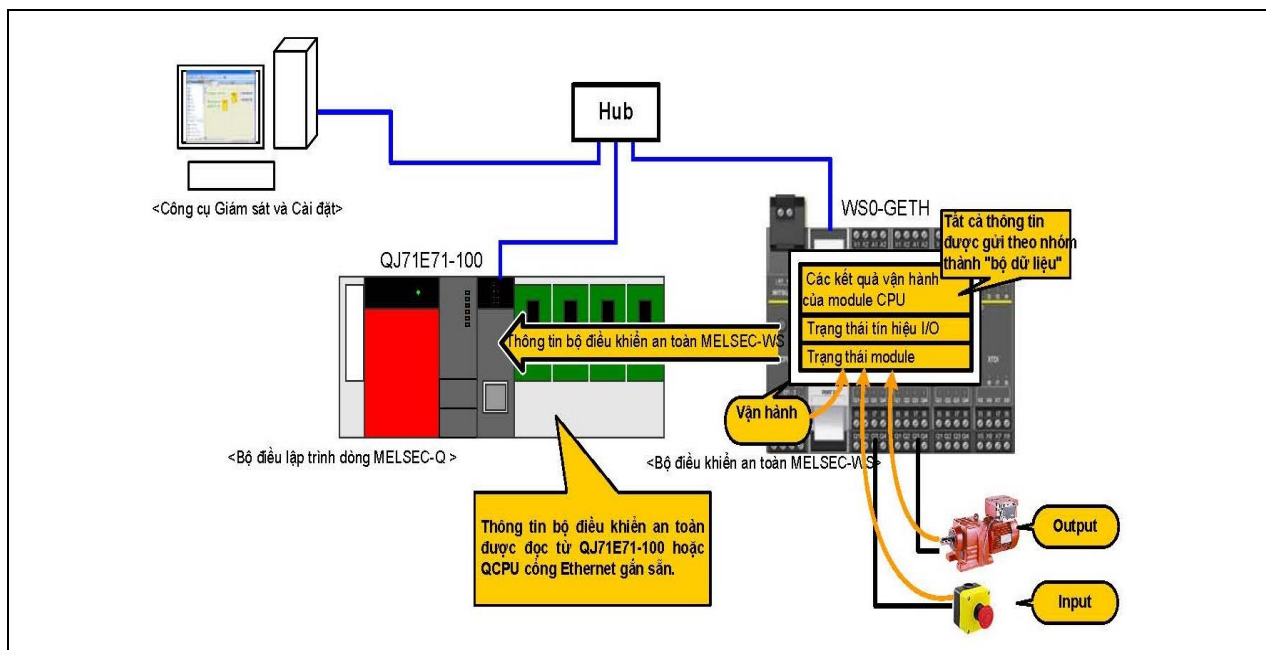 Hub
<Công cụ Giám sát và Cài đặt>
WS0-GETH
Tất cả thông tin
được gửi theo nhóm
thành "bộ dữ liệu"
QJ71E71-100
Các kết quả vận hành
của module CPU
Trạng thái tín hiệu I/O
Trạng thái module
Thông tin bộ điều khiển an toàn MELSEC-WS
Vận hành
<Bộ điều lập trình dòng MELSEC-Q >
<Bộ điều khiển an toàn MELSEC-WS>
Thông tin bộ điều khiển an toàn
được đọc từ QJ71E71-100 hoặc
QCPU cổng Ethernet gắn sẵn.
Output
Input